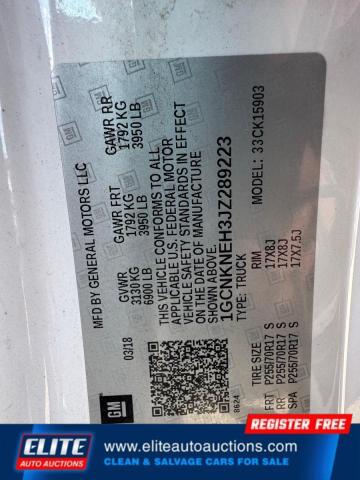 MFD BY GENERAL MOTORS LLC
03/18
GVWR
3130 KG
6900 LB
GAWR FRT
1792 KG
3950 LB
GAWR RR
1792 KG
3950 LB
THIS VEHICLE CONFORMS TO ALL
APPLICABLE U.S. FEDERAL MOTOR
VEHICLE SAFETY STANDARDS IN EFFECT
ON THE DATE OF MANUFACTURE
SHOWN ABOVE.
1GCNKNEH3JZ289223
TYPE: TRUCK
MODEL: 33CK15903
GM
8624
TIRE SIZE
RIM
FRT P255/70R17 S 17X8J
RR P255/70R17 S 17X8J
SPA P255/70R17 S 17X7.5J
REGISTER FREE
ELITE
AUTO AUCTIONS
www.eliteautoauctions.com
CLEAN & SALVAGE CARS FOR SALE